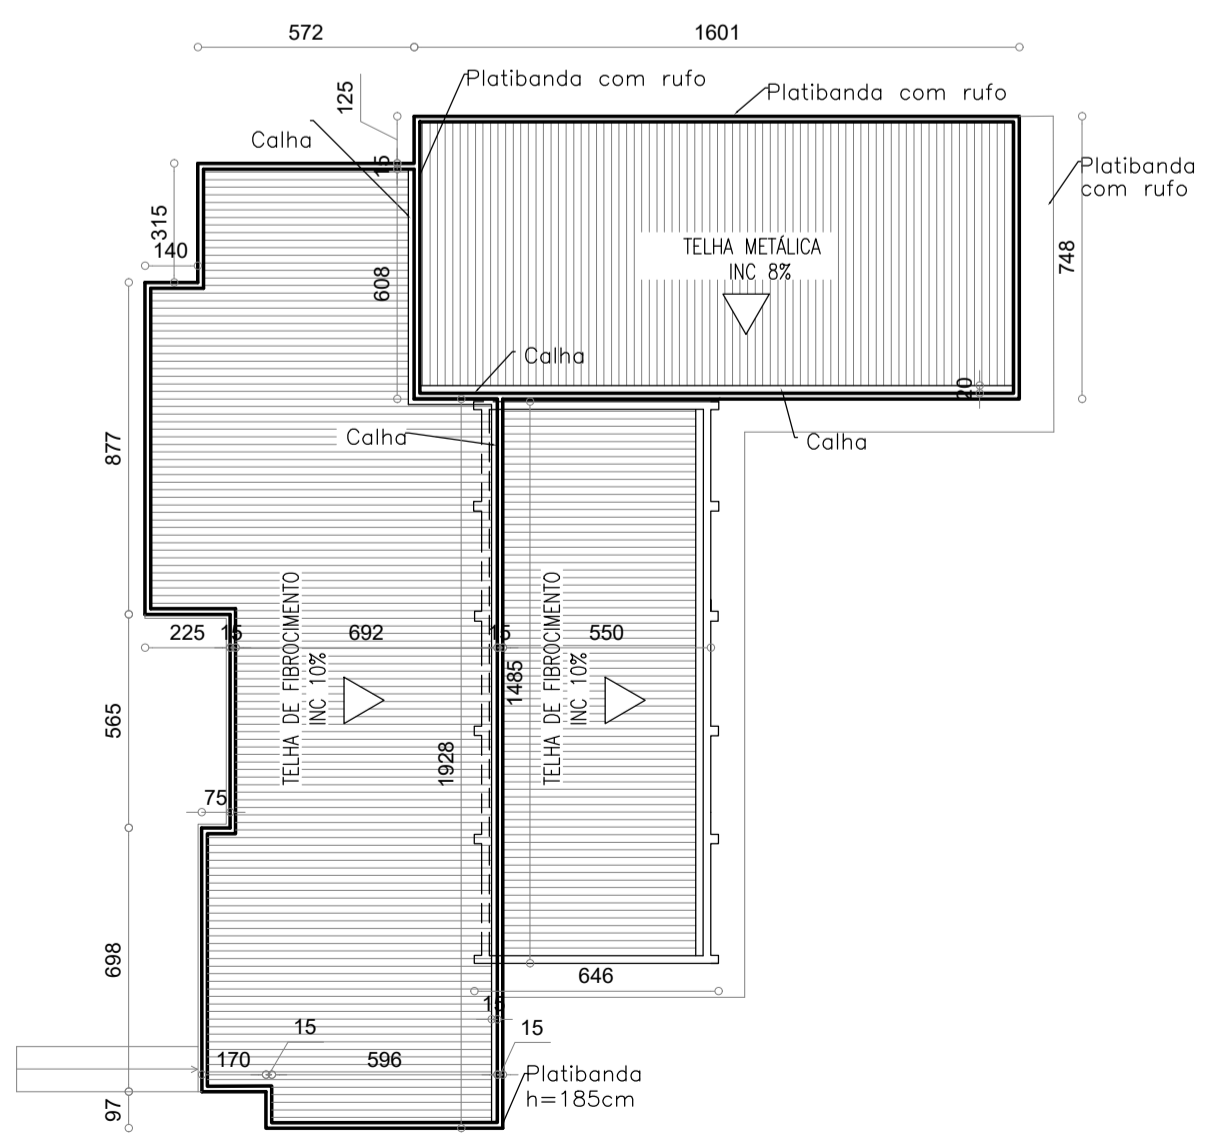 572
1601
Platibanda com rufo
Platibanda com rufo
125
Calha
15
Platibanda
com rufo
315
140
TELHA METÁLICA
INC 8%
748
608
Calha
20
Calha
Calha
877
225
15
692
15
550
TELHA DE FIBROCIMENTO
INC 10%
1485
TELHA DE FIBROCIMENTO
INC 10%
565
1928
75
698
646
15
15
15
170
596
Platibanda
h=185cm
97